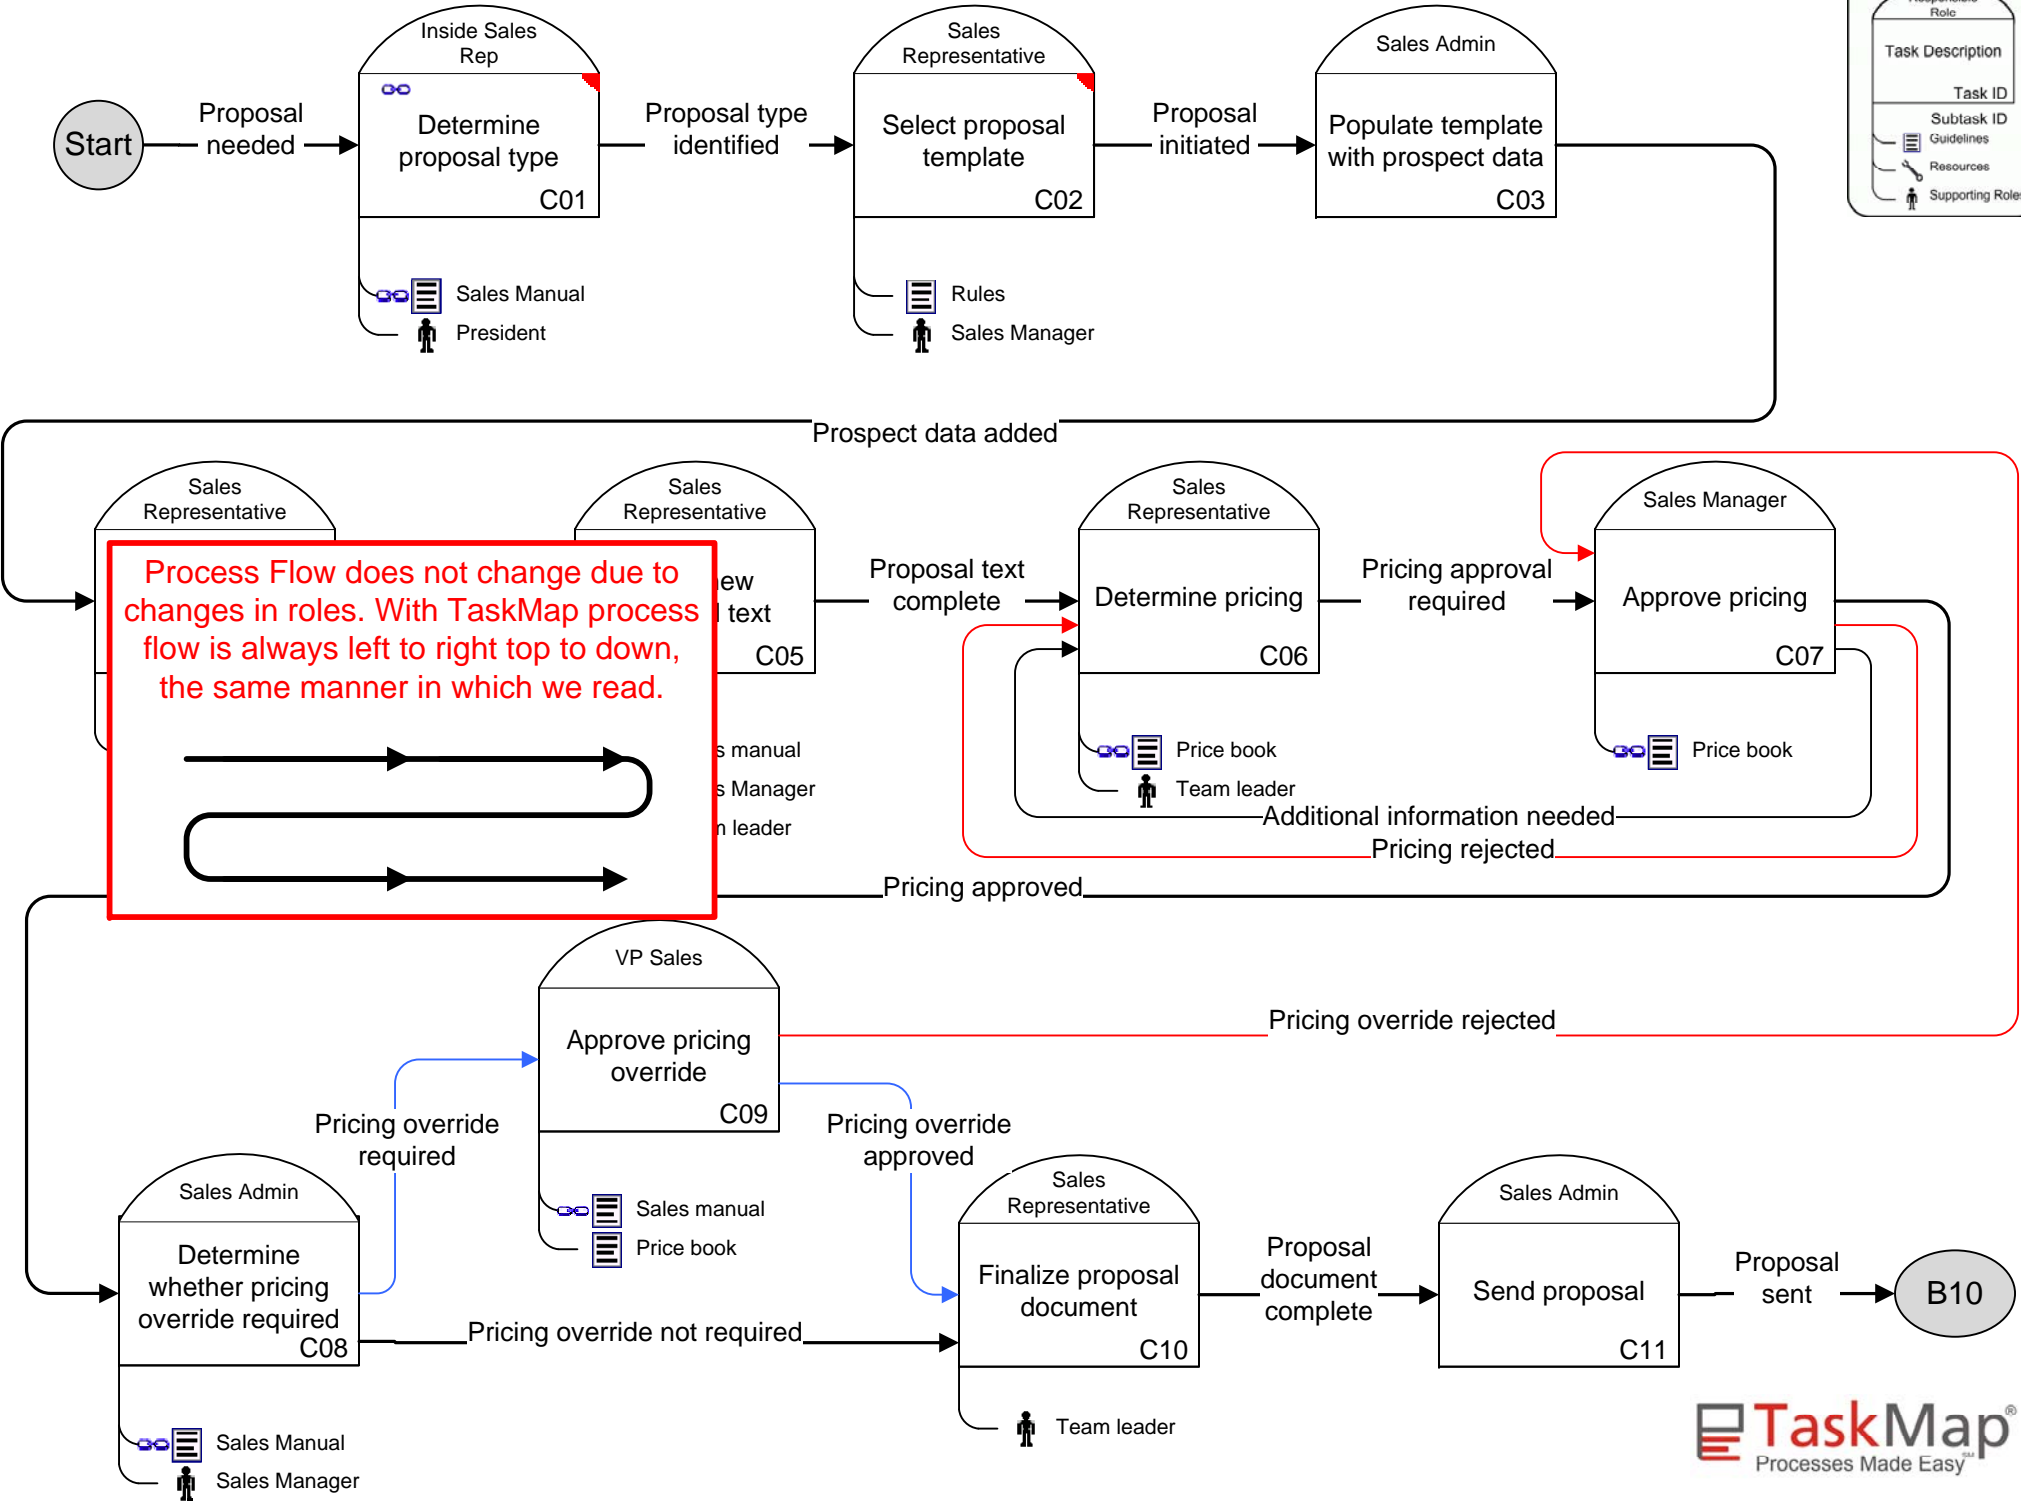 Inside Sales
Rep
Determine
proposal type
C01
Sales Manual
President
Start
Proposal
needed
Proposal type
identified
Sales
Representative
Select proposal
template
C02
Rules
Sales Manager
Proposal
initiated
Sales Admin
Populate template
with prospect data
C03
Role
Task Description
Task ID
Subtask ID
Guidelines
Resources
Supporting Roles
Prospect data added
Sales
Representative
Sales
Representative
new
text
C05
manual
Manager
leader
Process Flow does not change due to
changes in roles. With TaskMap process
flow is always left to right top to down,
the same manner in which we read.
Proposal text
complete
Sales
Representative
Determine pricing
C06
Price book
Team leader
Pricing approval
required
Sales Manager
Approve pricing
C07
Price book
Additional information needed
Pricing rejected
Pricing approved
VP Sales
Approve pricing
override
C09
Sales manual
Price book
Pricing override rejected
Pricing override
required
Pricing override
approved
Sales Admin
Determine
whether pricing
override required
C08
Sales Manual
Sales Manager
Pricing override not required
Sales
Representative
Finalize proposal
document
C10
Team leader
Proposal
document
complete
Sales Admin
Send proposal
C11
Proposal
sent
B10
TaskMap®
Processes Made Easy